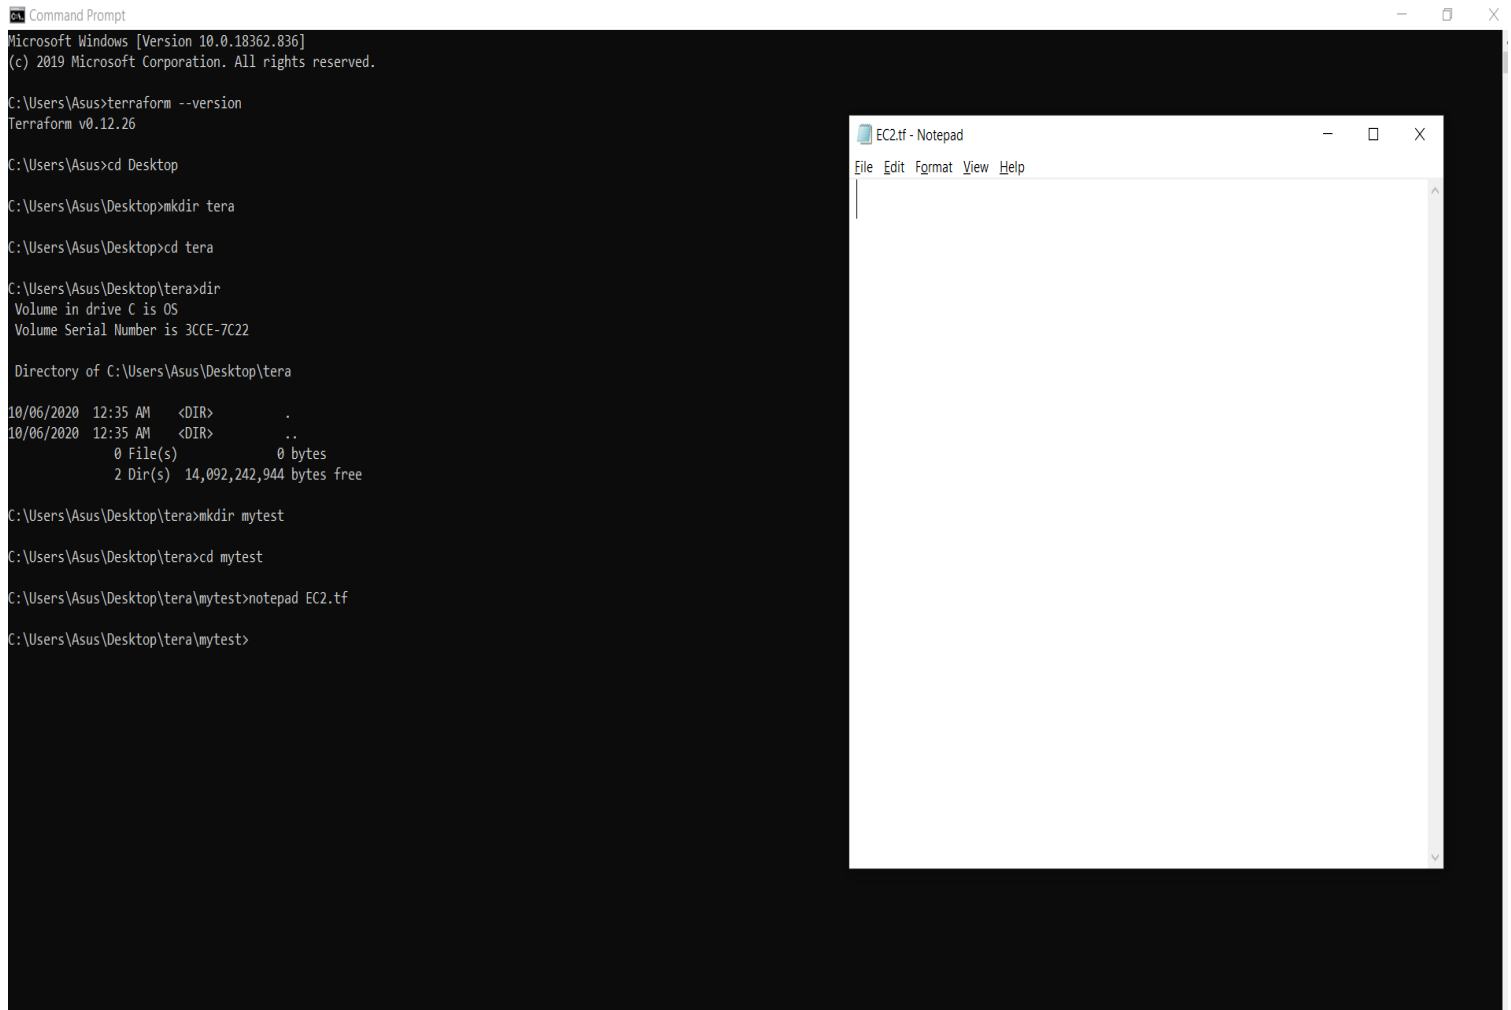 Command Prompt
Microsoft Windows [Version 10.0.18362.836]
(c) 2019 Microsoft Corporation. All rights reserved.
C:\Users\Asus>terraform --version
Terraform v0.12.26
C:\Users\Asus>cd Desktop
C:\Users\Asus\Desktop>mkdir tera
C:\Users\Asus\Desktop>cd tera
C:\Users\Asus\Desktop\tera>dir
Volume in drive C is OS
Volume Serial Number is 3CCE-7C22
Directory of C:\Users\Asus\Desktop\tera
10/06/2020  12:35 AM    <DIR>          .
10/06/2020  12:35 AM    <DIR>          ..
0 File(s)              0 bytes
2 Dir(s)  14,092,242,944 bytes free
C:\Users\Asus\Desktop\tera>mkdir mytest
C:\Users\Asus\Desktop\tera>cd mytest
C:\Users\Asus\Desktop\tera\mytest>notepad EC2.tf
C:\Users\Asus\Desktop\tera\mytest>
EC2.tf - Notepad
File Edit Format View Help